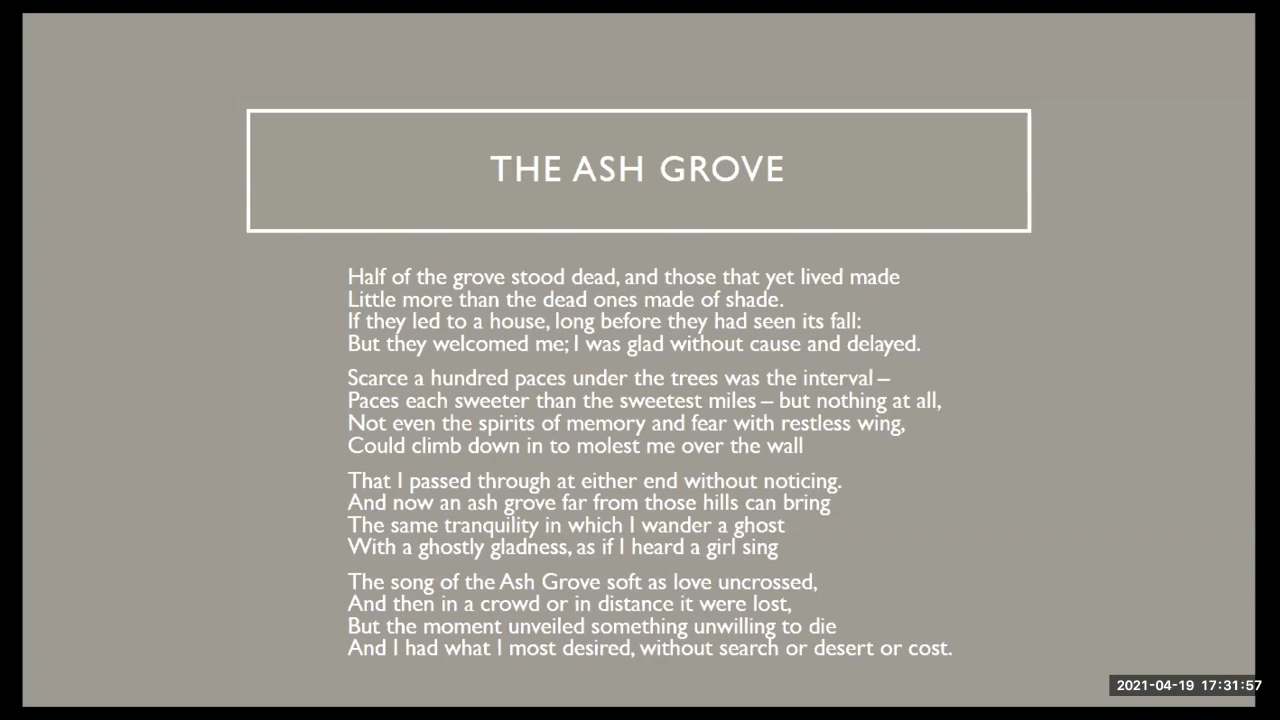 THE ASH GROVE
Half of the grove stood dead, and those that yet lived made
Little more than the dead ones made of shade.
If they led to a house, long before they had seen its fall:
But they welcomed me; I was glad without cause and delayed.
Scarce a hundred paces under the trees was the interval –
Paces each sweeter than the sweetest miles – but nothing at all,
Not even the spirits of memory and fear with restless wing,
Could climb down in to molest me over the wall
That I passed through at either end without noticing.
And now an ash grove far from those hills can bring
The same tranquility in which I wander a ghost
With a ghostly gladness, as if I heard a girl sing
The song of the Ash Grove soft as love uncrossed,
And then in a crowd or in distance it were lost,
But the moment unveiled something unwilling to die
And I had what I most desired, without search or desert or cost.
2021-04-19 17:31:57